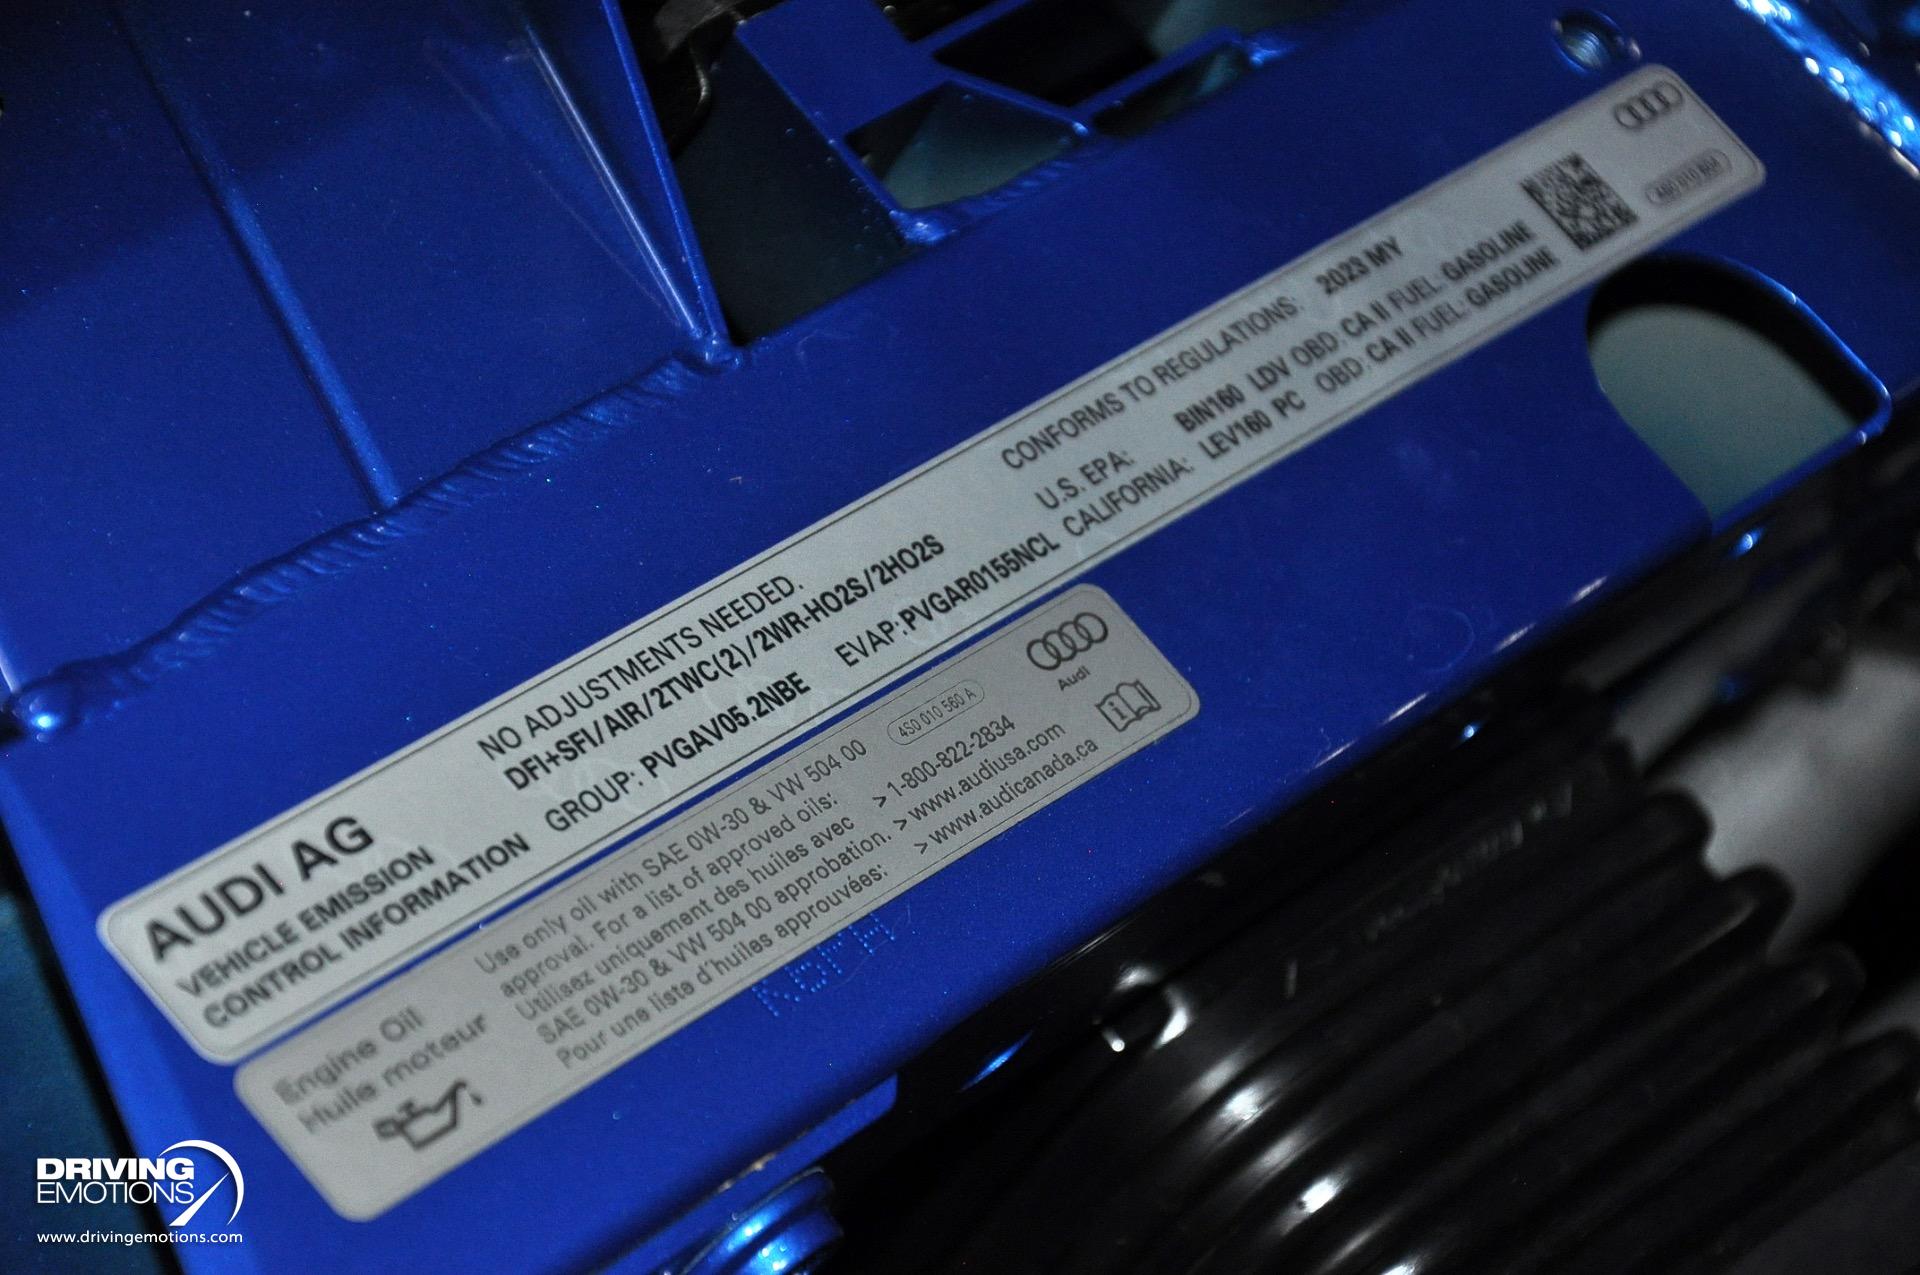 AUDI AG
VEHICLE EMISSION
CONTROL INFORMATION
NO ADJUSTMENTS NEEDED.
DFI+SFI/AIR/2TWC(2)/2WR-HO2S/2HO2S
GROUP: PVGAV05.2NBE EVAP: PVGAR0155NCL
CONFORMS TO REGULATIONS: 2023 MY
U.S. EPA: BIN160 LDV OBD: CA II FUEL: GASOLINE
CALIFORNIA: LEV160 PC OBD: CA II FUEL: GASOLINE
Engine Oil
Huile moteur
Use only oil with SAE 0W-30 & VW 504 00
approval. For a list of approved oils:
Utilisez uniquement des huiles avec
SAE 0W-30 & VW 504 00 approbation.
Pour une liste d'huiles approuvées:
4S0 010 560 A
> 1-800-822-2834
> www.audiusa.com
> www.audicanada.ca
Audi
DRIVING
EMOTIONS
www.drivingemotions.com